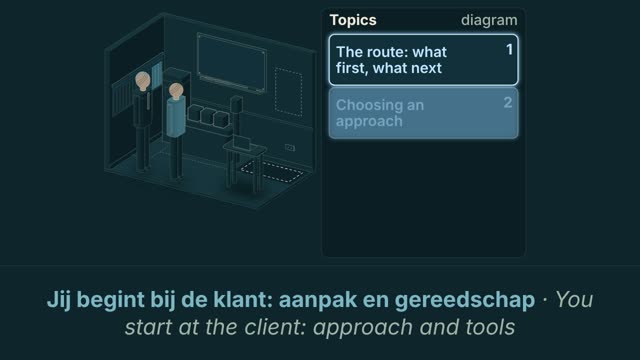 Topics diagram
The route: what 1
first, what next
Choosing an 2
approach
Jij begint bij de klant: aanpak en gereedschap · You
start at the client: approach and tools